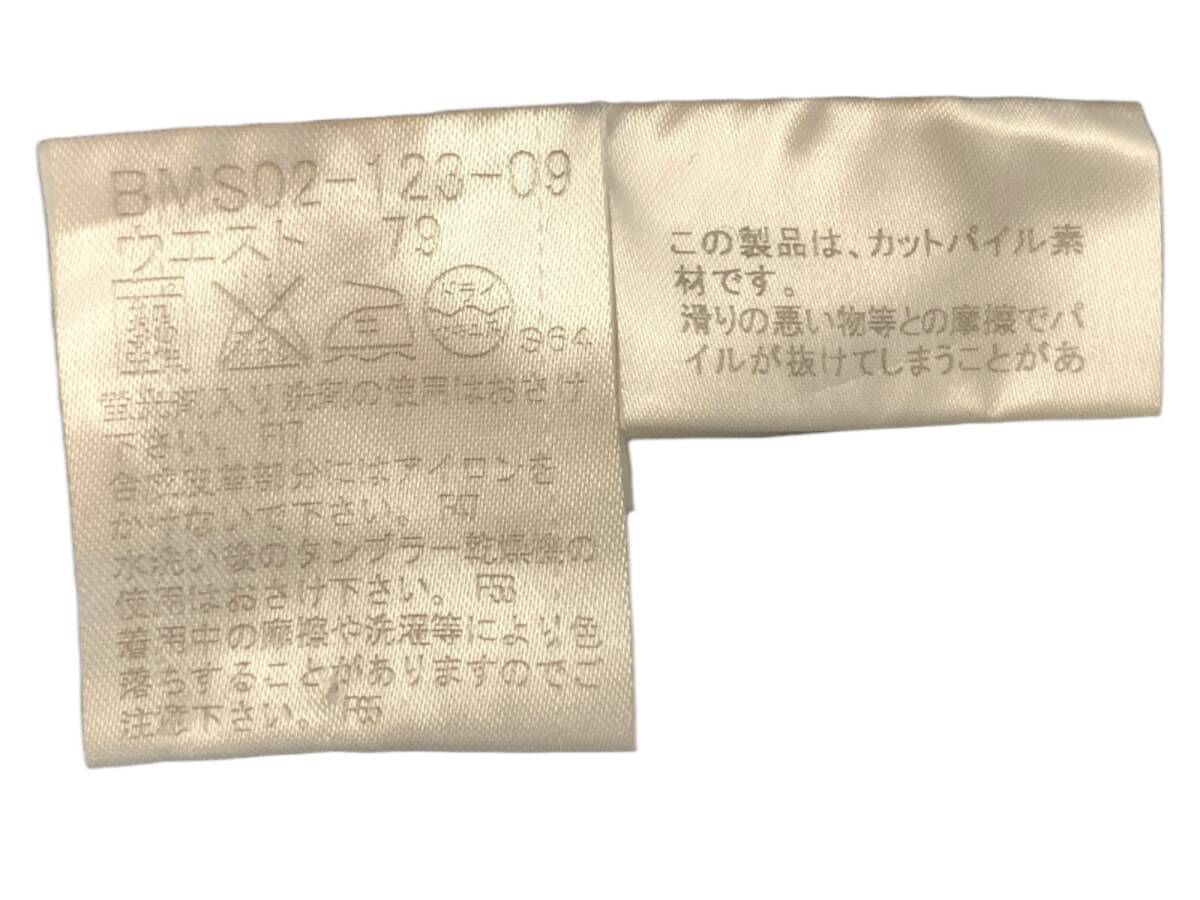 BMS02-123-09
ウエスト 79
364
蛍光剤入り洗剤の使用はおさけ
下さい。F17
合成皮革部分にはアイロンを
かけないで下さい。F47
水洗い後のタンブラー乾燥機の
使用はおさけ下さい。F53
着用中の摩擦や洗濯等により色
落ちすることがありますのでご
注意下さい。F65
この製品は、カットパイル素
材です。
滑りの悪い物等との摩擦でパ
イルが抜けてしまうことがあ